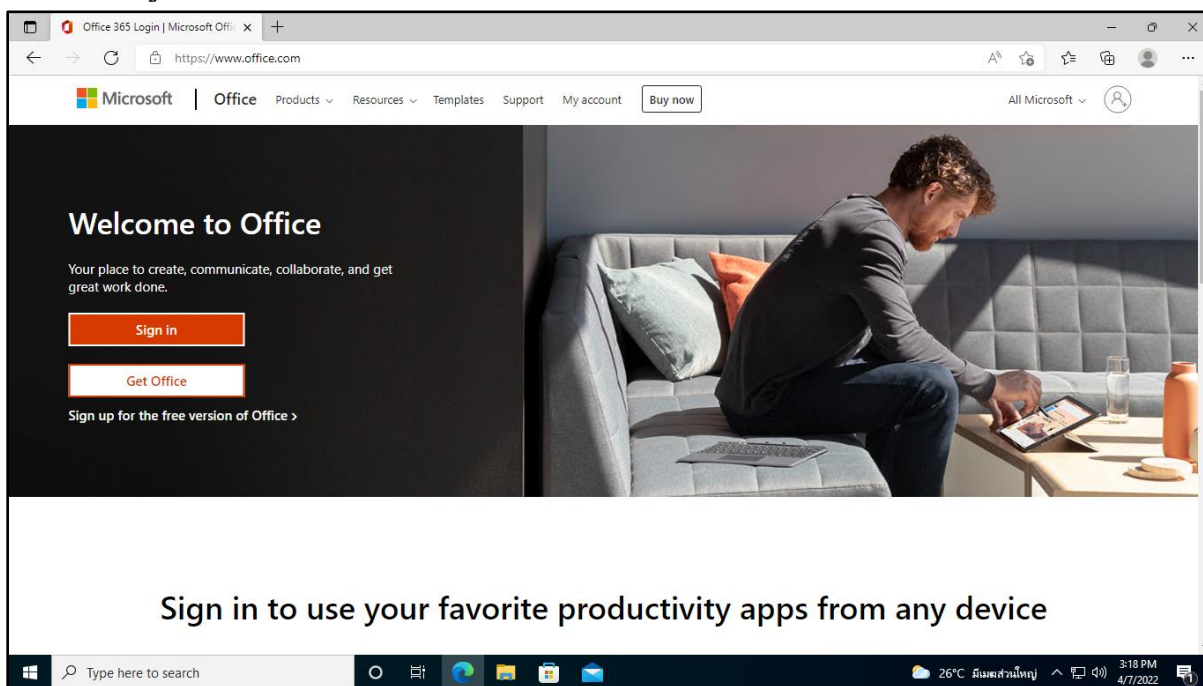 Office 365 Login | Microsoft Offic
https://www.office.com
Microsoft | Office Products Resources Templates Support My account Buy now All Microsoft
Welcome to Office
Your place to create, communicate, collaborate, and get
great work done.
Sign in
Get Office
Sign up for the free version of Office >
Sign in to use your favorite productivity apps from any device
Type here to search
26°C มีเมฆส่วนใหญ่
3:18 PM
4/7/2022